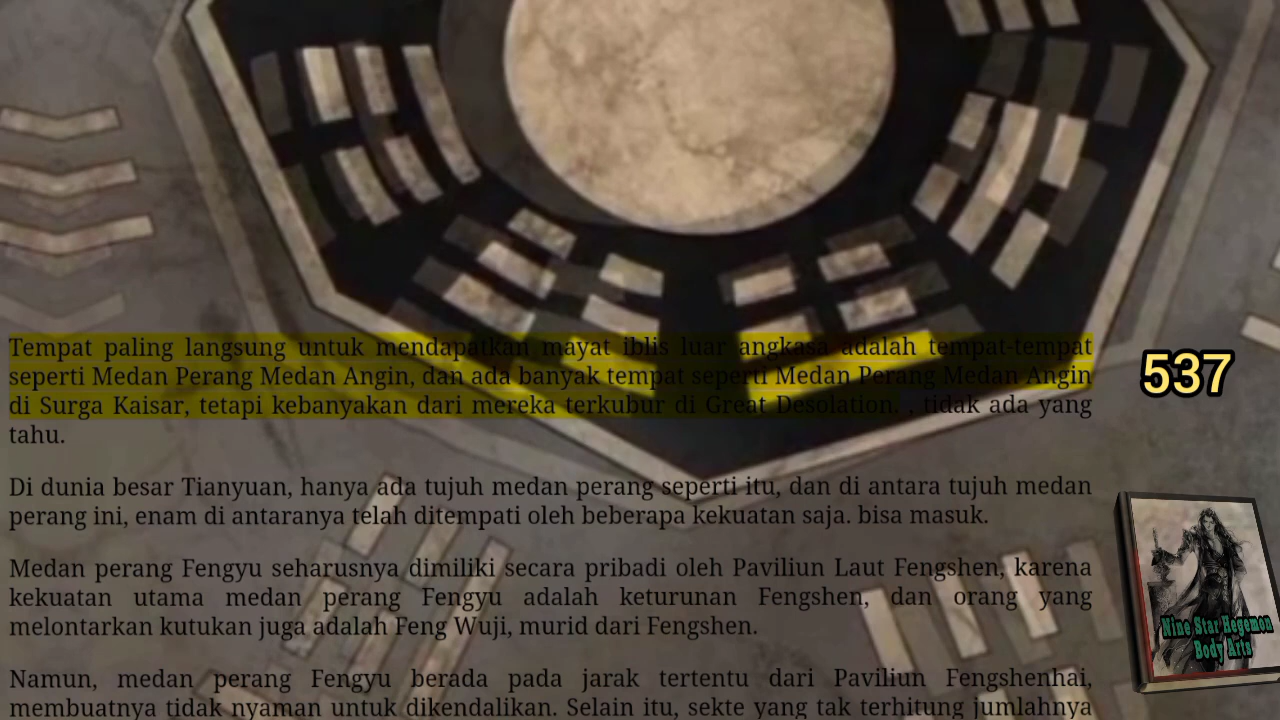 Tempat paling langsung untuk mendapatkan mayat iblis luar angkasa adalah tempat-tempat
seperti Medan Perang Medan Angin, dan ada banyak tempat seperti Medan Perang Medan Angin
di Surga Kaisar, tetapi kebanyakan dari mereka terkubur di Great Desolation. , tidak ada yang
tahu.
537
Di dunia besar Tianyuan, hanya ada tujuh medan perang seperti itu, dan di antara tujuh medan
perang ini, enam di antaranya telah ditempati oleh beberapa kekuatan saja. bisa masuk.
Medan perang Fengyu seharusnya dimiliki secara pribadi oleh Paviliun Laut Fengshen, karena
kekuatan utama medan perang Fengyu adalah keturunan Fengshen, dan orang yang
melontarkan kutukan juga adalah Feng Wuji, murid dari Fengshen.
Namun, medan perang Fengyu berada pada jarak tertentu dari Paviliun Fengshenhai,
membuatnya tidak nyaman untuk dikendalikan. Selain itu, sekte yang tak terhitung jumlahnya
Nine Star Hegemon
Body Arts